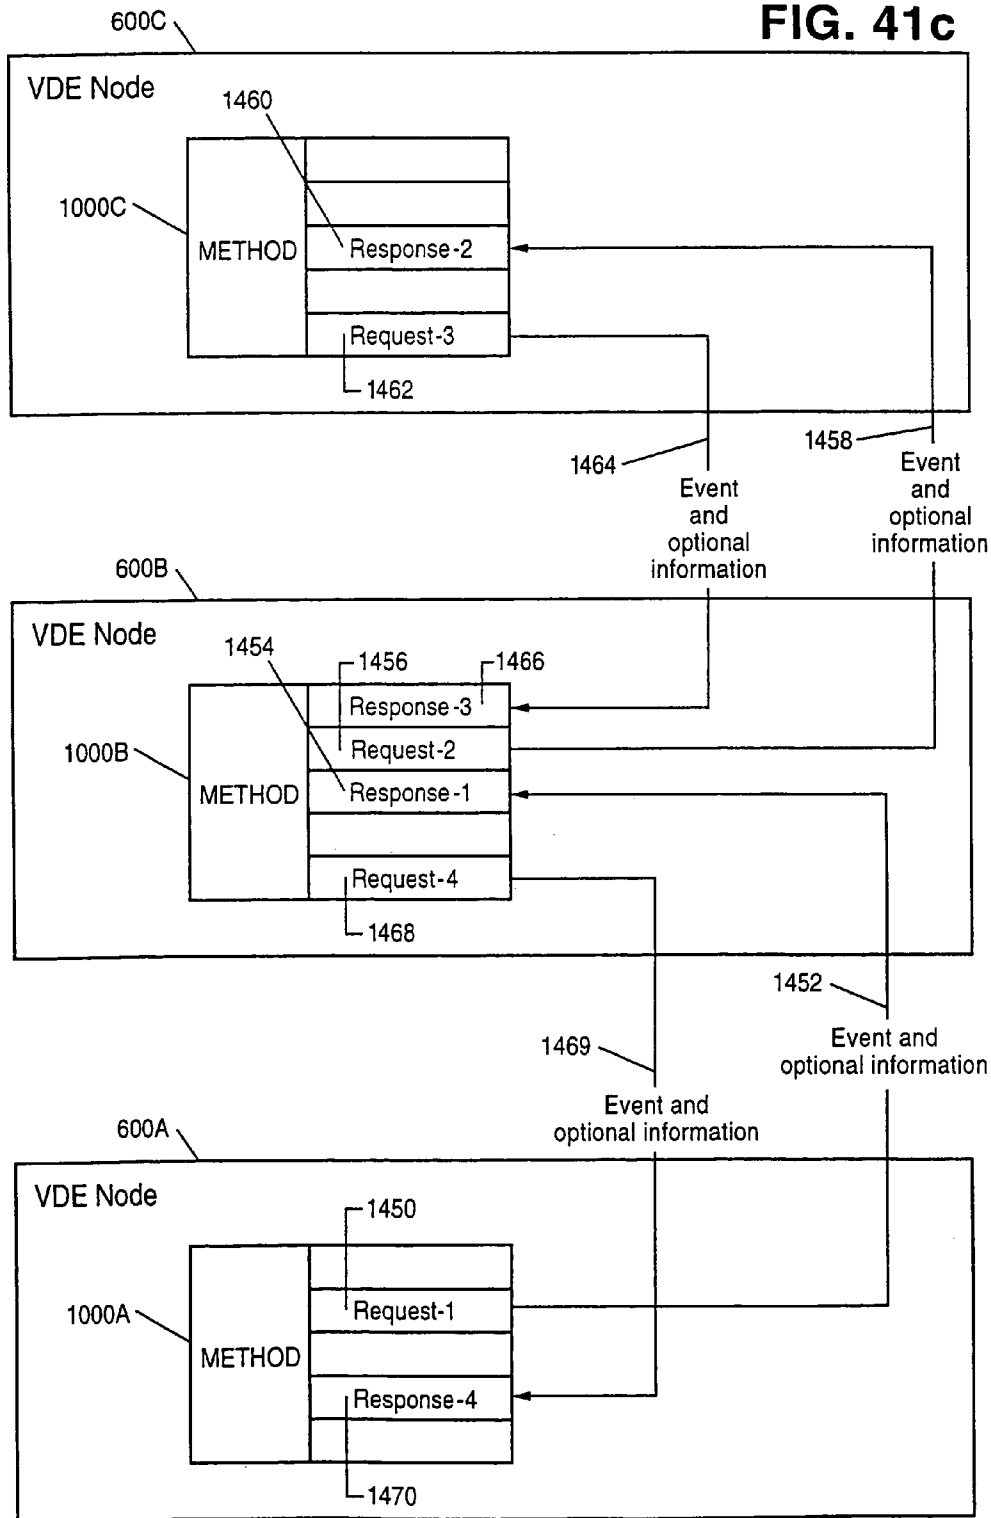 FIG. 41c
600C
VDE Node
1460
1000C
METHOD
Response-2
Request-3
1462
1464
1458
Event
and
optional
information
Event
and
optional
information
600B
VDE Node
1454
1456
1466
1000B
METHOD
Response-3
Request-2
Response-1
Request-4
1468
1452
Event and
optional information
1469
Event and
optional information
600A
VDE Node
1450
1000A
METHOD
Request-1
Response-4
1470